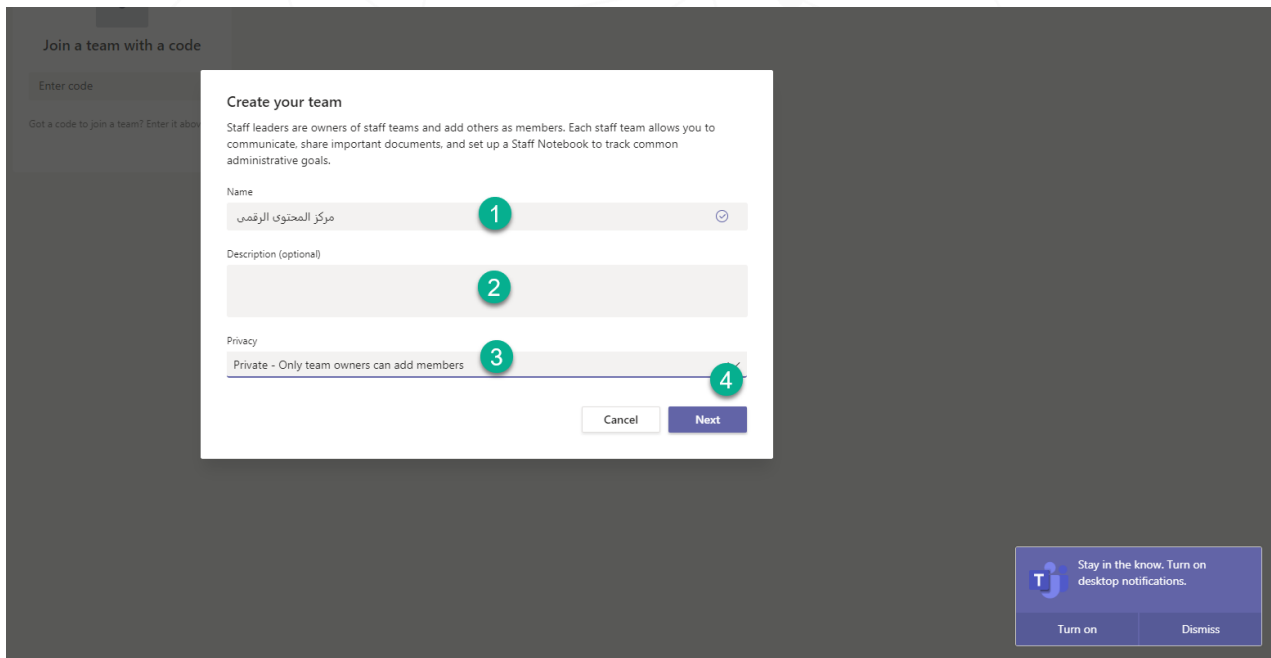 Join a team with a code
Enter code
Got a code to join a team? Enter it abov
Create your team
Staff leaders are owners of staff teams and add others as members. Each staff team allows you to
communicate, share important documents, and set up a Staff Notebook to track common
administrative goals.
Name
مركز المحتوى الرقمى
1
Description (optional)
2
Privacy
Private - Only team owners can add members
3
4
Cancel
Next
Stay in the know. Turn on
desktop notifications.
T
Turn on
Dismiss